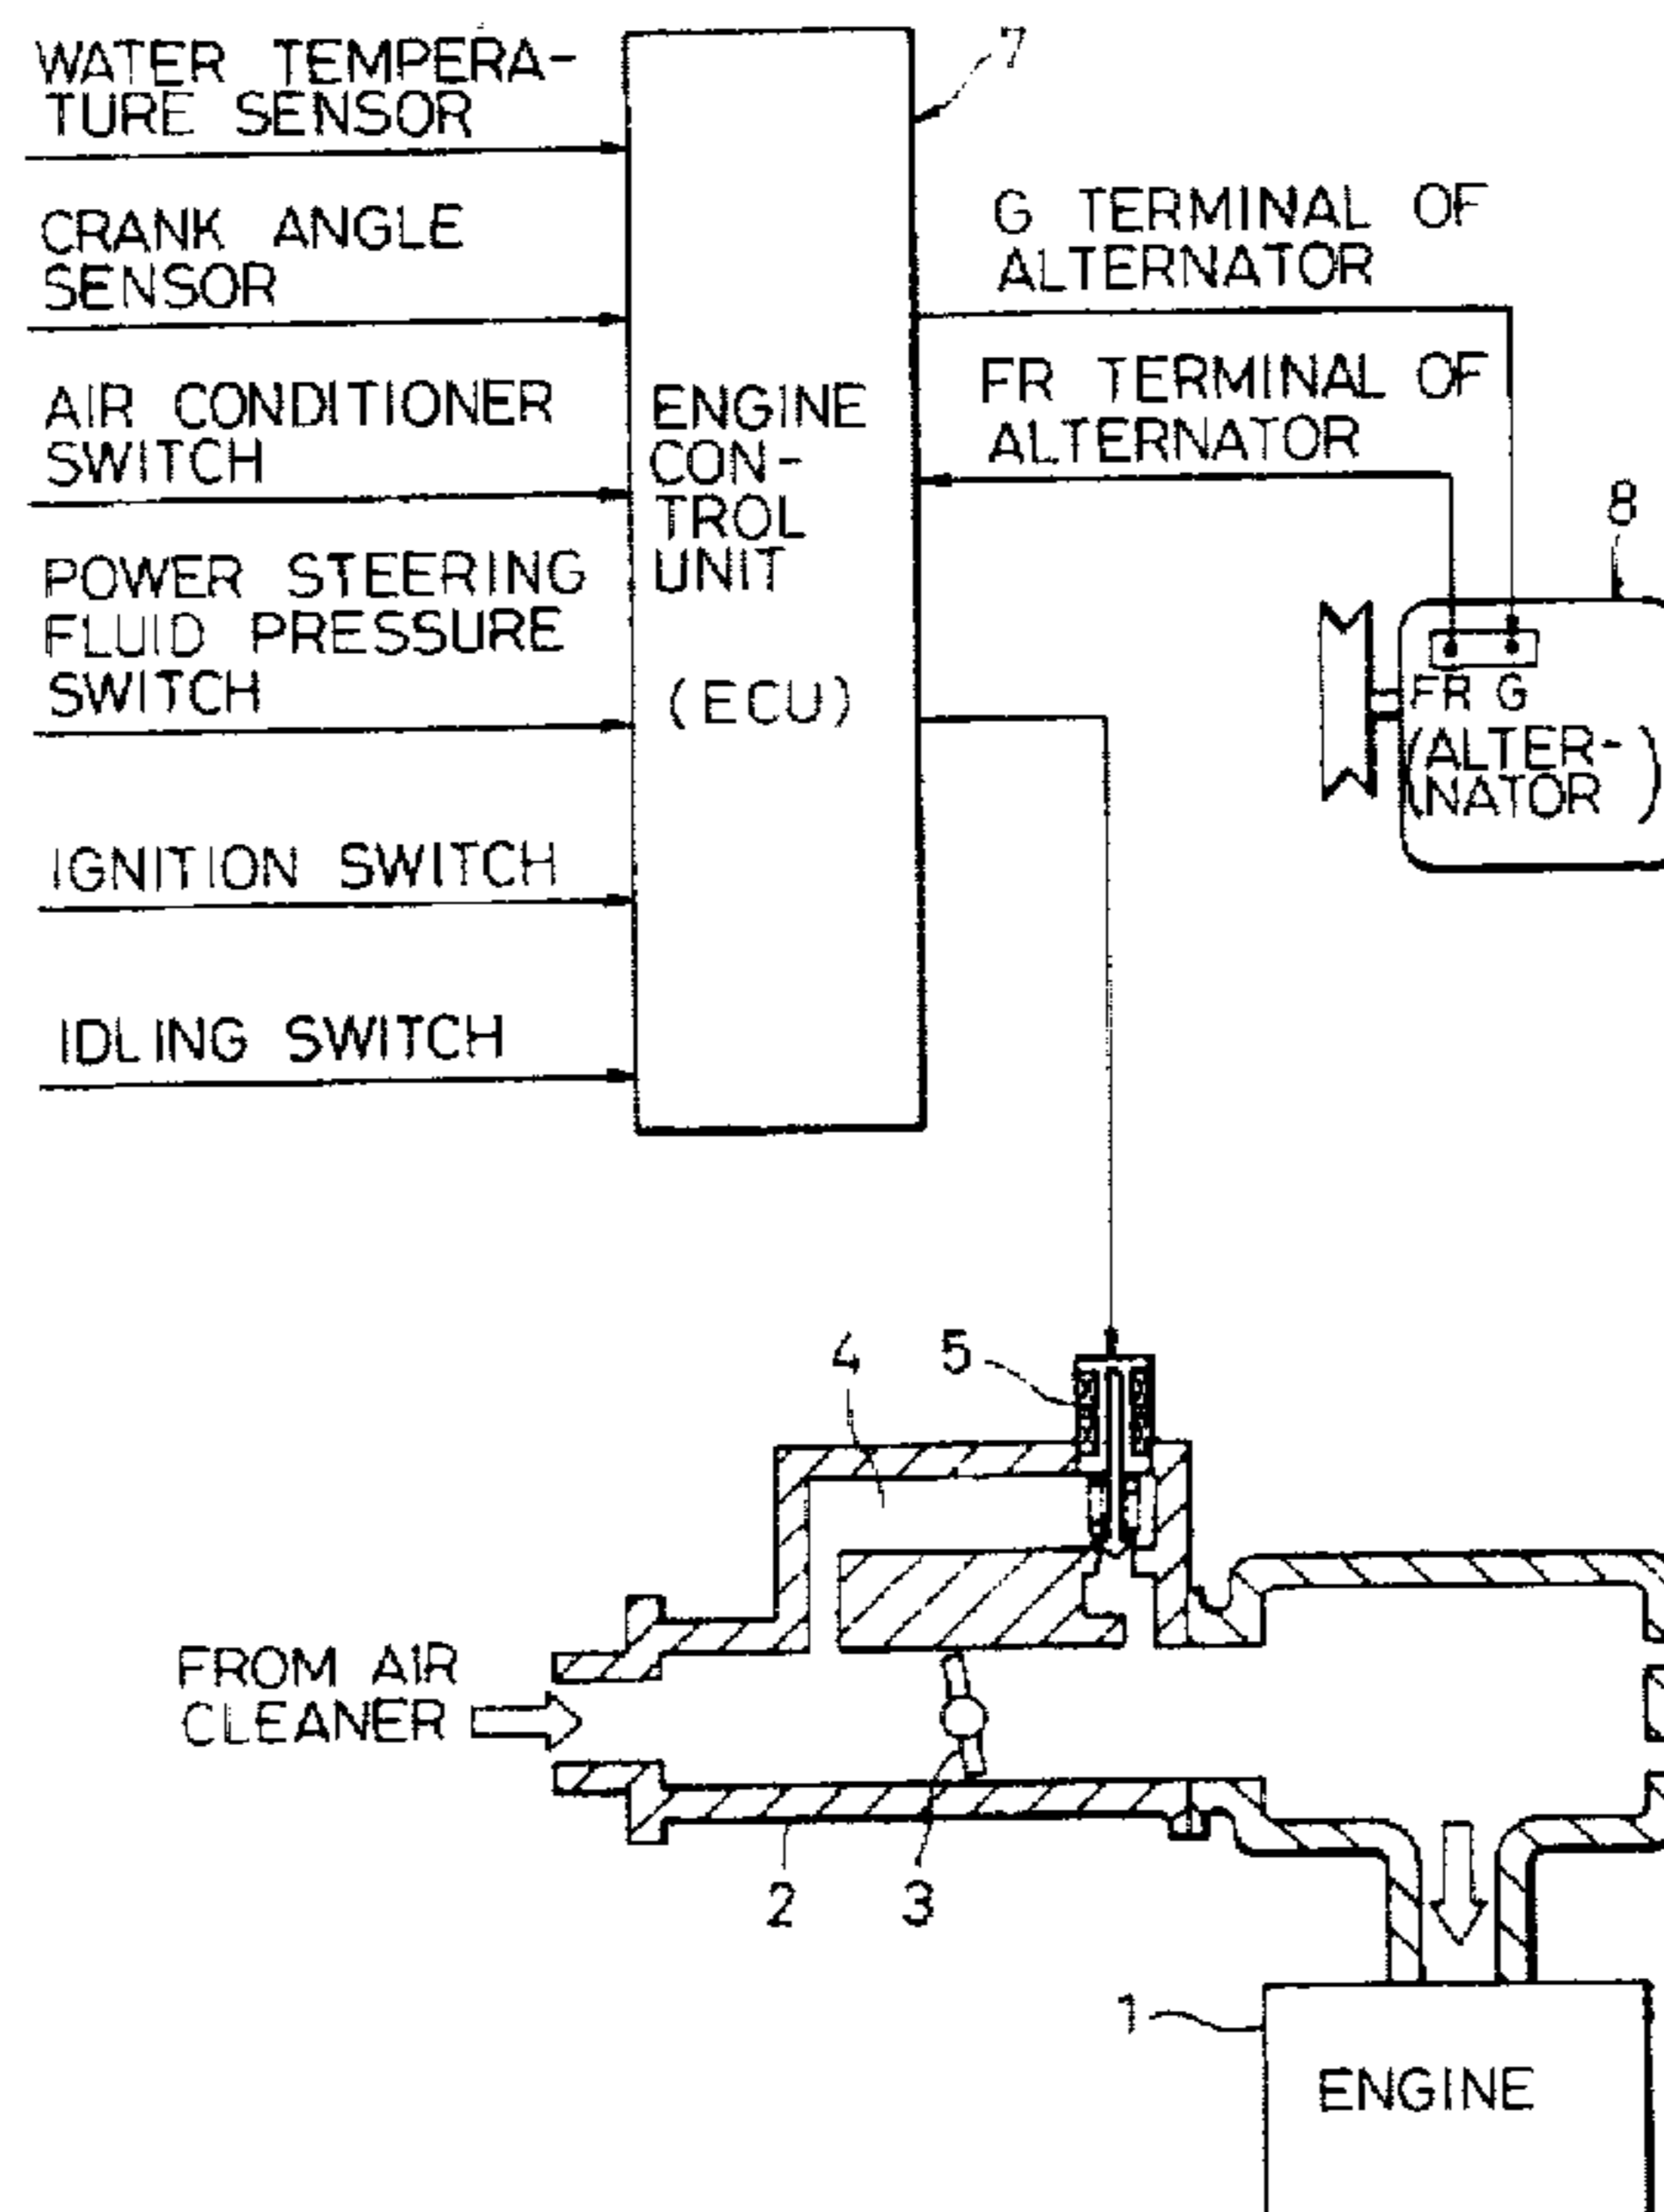 WATER TEMPERA-
TURE SENSOR
7
CRANK ANGLE
SENSOR
G TERMINAL OF
ALTERNATOR
AIR CONDITIONER
SWITCH
ENGINE
CON-
TROL
UNIT
(ECU)
FR TERMINAL OF
ALTERNATOR
8
POWER STEERING
FLUID PRESSURE
SWITCH
FR G
(ALTER-
NATOR)
IGNITION SWITCH
IDLING SWITCH
4
5
FROM AIR
CLEANER
2
3
1
ENGINE